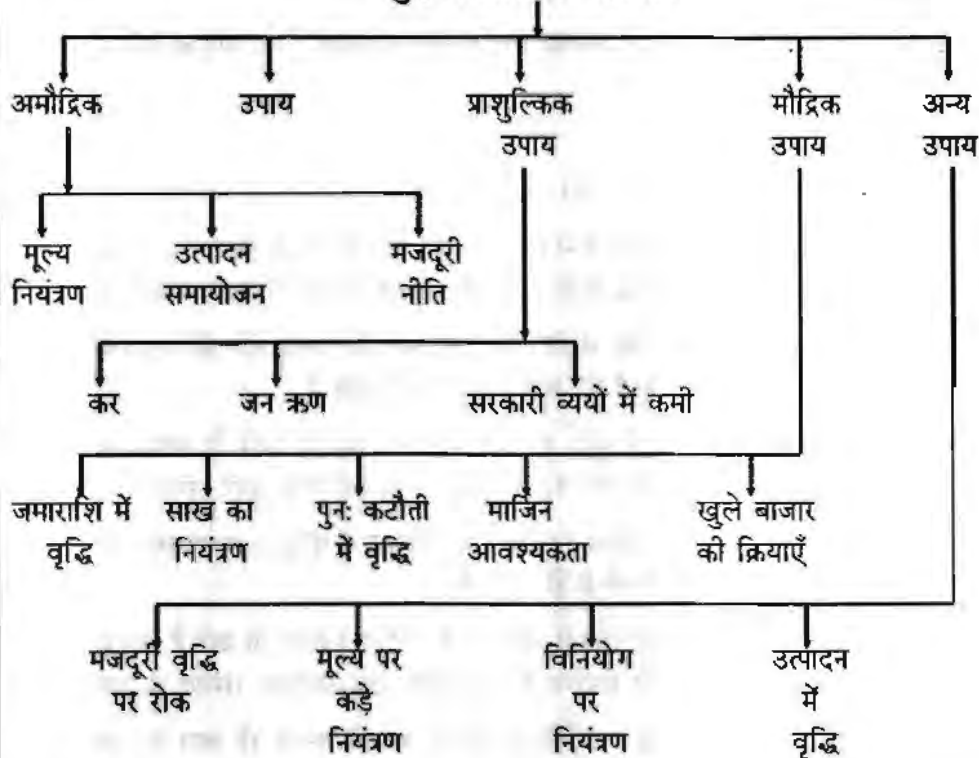 अमौद्रिक उपाय प्राशुल्किक मौद्रिक अन्य
उपाय उपाय उपाय
मूल्य उत्पादन मजदूरी
नियंत्रण समायोजन नीति
कर जन ऋण सरकारी व्ययों में कमी
जमाराशि में साख का पुनः कटौती मार्जिन खुले बाजार
वृद्धि नियंत्रण में वृद्धि आवश्यकता की क्रियाएँ
मजदूरी वृद्धि मूल्य पर विनियोग उत्पादन
पर रोक कड़े पर में
नियंत्रण नियंत्रण वृद्धि